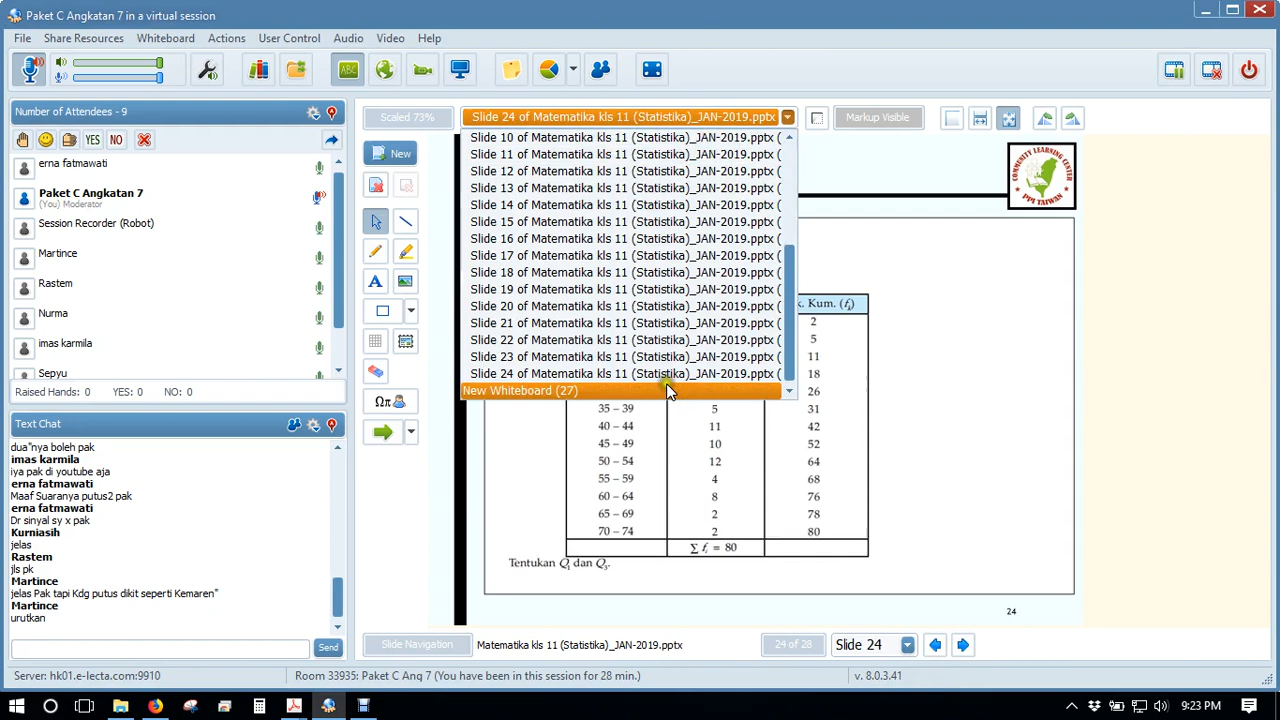 Paket C Angkatan 7 in a virtual session
File Share Resources Whiteboard Actions User Control Audio Video Help
Number of Attendees - 9
YES NO
erna fatmawati
Paket C Angkatan 7
(You) Moderator
Session Recorder (Robot)
Martince
Rastem
Nurma
imas karmila
Sepyu
Raised Hands: 0 YES: 0 NO: 0
Text Chat
dua"nya boleh pak
imas karmila
iya pak di youtube aja
erna fatmawati
Maaf Suaranya putus2 pak
erna fatmawati
Dr sinyal sy x pak
Kurniasih
jelas
Rastem
jls pk
Martince
jelas Pak tapi Kdg putus dikit seperti Kemaren"
Martince
urutkan
Send
Scaled 73%
Slide 24 of Matematika kls 11 (Statistika)_JAN-2019.pptx
Markup Visible
New
ABC
A
Ωπ
Slide 10 of Matematika kls 11 (Statistika)_JAN-2019.pptx (
Slide 11 of Matematika kls 11 (Statistika)_JAN-2019.pptx (
Slide 12 of Matematika kls 11 (Statistika)_JAN-2019.pptx (
Slide 13 of Matematika kls 11 (Statistika)_JAN-2019.pptx (
Slide 14 of Matematika kls 11 (Statistika)_JAN-2019.pptx (
Slide 15 of Matematika kls 11 (Statistika)_JAN-2019.pptx (
Slide 16 of Matematika kls 11 (Statistika)_JAN-2019.pptx (
Slide 17 of Matematika kls 11 (Statistika)_JAN-2019.pptx (
Slide 18 of Matematika kls 11 (Statistika)_JAN-2019.pptx (
Slide 19 of Matematika kls 11 (Statistika)_JAN-2019.pptx (
Slide 20 of Matematika kls 11 (Statistika)_JAN-2019.pptx (
Slide 21 of Matematika kls 11 (Statistika)_JAN-2019.pptx (
Slide 22 of Matematika kls 11 (Statistika)_JAN-2019.pptx (
Slide 23 of Matematika kls 11 (Statistika)_JAN-2019.pptx (
Slide 24 of Matematika kls 11 (Statistika)_JAN-2019.pptx (
New Whiteboard (27)
COMMUNITY LEARNING CENTER
PPI TAIWAN
k. Kum. (fk)
2
5
11
18
26
35 – 39 5 31
40 – 44 11 42
45 – 49 10 52
50 – 54 12 64
55 – 59 4 68
60 – 64 8 76
65 – 69 2 78
70 – 74 2 80
∑ fi = 80
Tentukan Q1 dan Q3.
24
Slide Navigation Matematika kls 11 (Statistika)_JAN-2019.pptx 24 of 28 Slide 24
Server: hk01.e-lecta.com:9910 Room 33935: Paket C Ang 7 (You have been in this session for 28 min.) v. 8.0.3.41
9:23 PM